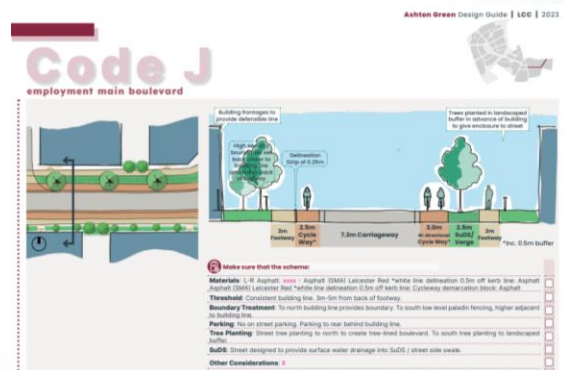 Ashton Green Design Guide | LCC | 2023
Code J
employment main boulevard
Building frontages to
provide defensible line
Trees planted in landscaped
buffer in advance of building
to give enclosure to street
Delineation
Strip of 0.25m
2m
Footway
2.5m
Cycle
Way*
7.3m Carriageway
3.0m
Bi-directional
Cycle Way*
2.5m
SuDS/
Verge
2m
Footway
*inc. 0.5m buffer
Make sure that the scheme:
Materials: L-R Asphalt: xxxx : Asphalt (SMA) Leicester Red *white line delineation 0.5m off kerb line: Asphalt
Asphalt (SMA) Leicester Red *white line delineation 0.5m off kerb line: Cycleway demarcation block: Asphalt
Threshold: Consistent building line. 3m-5m from back of footway.
Boundary Treatment: To north building line provides boundary. To south low level paladin fencing, higher adjacent
to building line.
Parking: No on street parking. Parking to rear behind building line.
Tree Planting: Street tree planting to north to create tree-lined boulevard. To south tree planting to landscaped
buffer.
SuDS: Street designed to provide surface water drainage into SuDS / street side swale.
Other Considerations: X